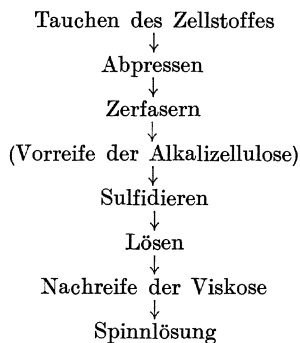 Tauchen des Zellstoffes
↓
Abpressen
↓
Zerfasern
↓
(Vorreife der Alkalizellulose)
↓
Sulfidieren
↓
Lösen
↓
Nachreife der Viskose
↓
Spinnlösung